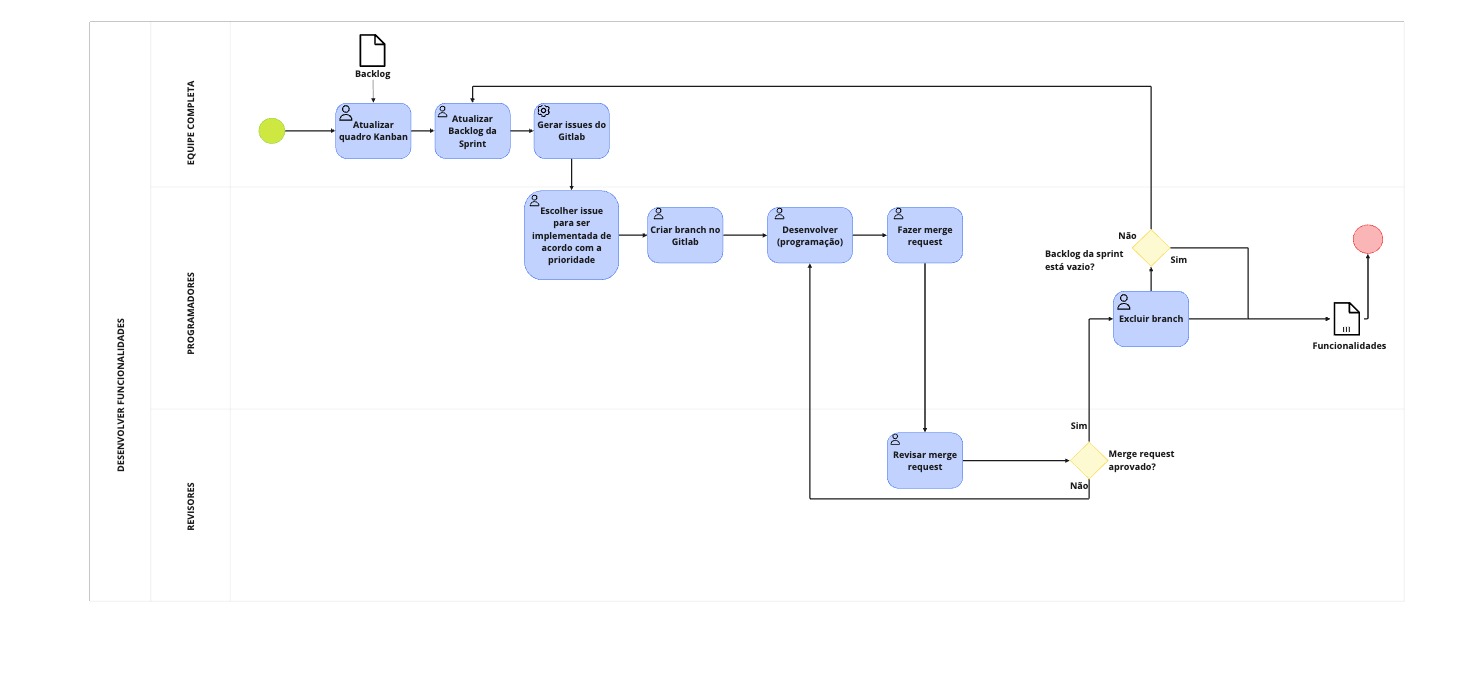 DESENVOLVER FUNCIONALIDADES
EQUIPE COMPLETA
Backlog
Atualizar
quadro Kanban
Atualizar
Backlog da
Sprint
Gerar issues do
Gitlab
PROGRAMADORES
Escolher issue
para ser
implementada de
acordo com a
prioridade
Criar branch no
Gitlab
Desenvolver
(programação)
Fazer merge
request
Não
Backlog da sprint
está vazio?
Sim
Excluir branch
Funcionalidades
REVISORES
Revisar merge
request
Sim
Merge request
aprovado?
Não